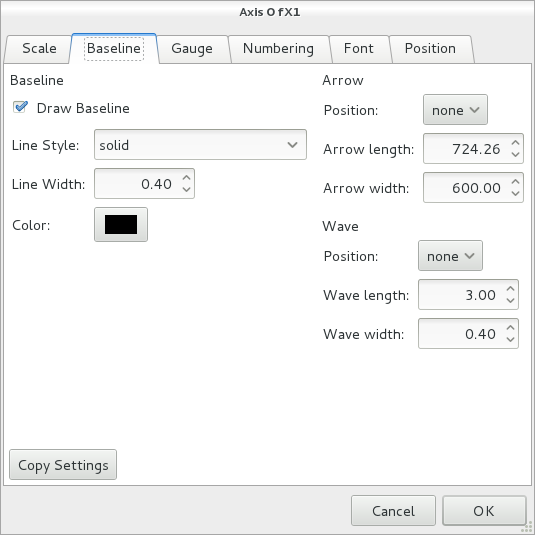 Axis 0 fX1
Scale Baseline Gauge Numbering Font Position
Baseline
Draw Baseline
Line Style: solid
Line Width: 0.40
Color:
Arrow
Position: none
Arrow length: 724.26
Arrow width: 600.00
Wave
Position: none
Wave length: 3.00
Wave width: 0.40
Copy Settings
Cancel OK